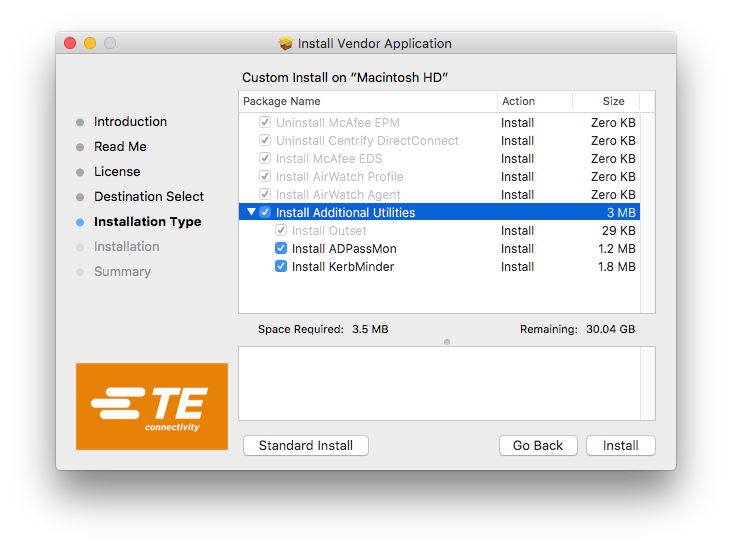 Install Vendor Application
Custom Install on “Macintosh HD”
Package Name Action Size
Uninstall McAfee EPM Install Zero KB
Uninstall Centrify DirectConnect Install Zero KB
Install McAfee EDS Install Zero KB
Install AirWatch Profile Install Zero KB
Install AirWatch Agent Install Zero KB
Install Additional Utilities 3 MB
Install Outset Install 29 KB
Install ADPassMon Install 1.2 MB
Install KerbMinder Install 1.8 MB
Space Required: 3.5 MB Remaining: 30.04 GB
Introduction
Read Me
License
Destination Select
Installation Type
Installation
Summary
TE
connectivity
Standard Install Go Back Install